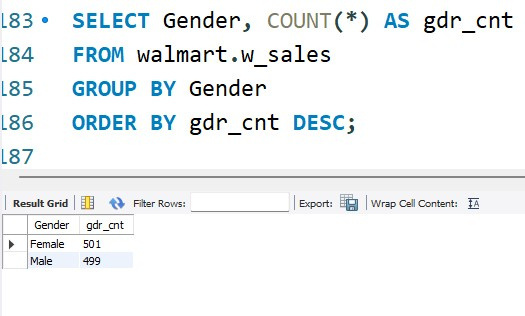 183 SELECT Gender, COUNT(*) AS gdr_cnt
184 FROM walmart.w_sales
185 GROUP BY Gender
186 ORDER BY gdr_cnt DESC;
187
Result Grid Filter Rows: Export: Wrap Cell Content:
Gender gdr_cnt
Female 501
Male 499